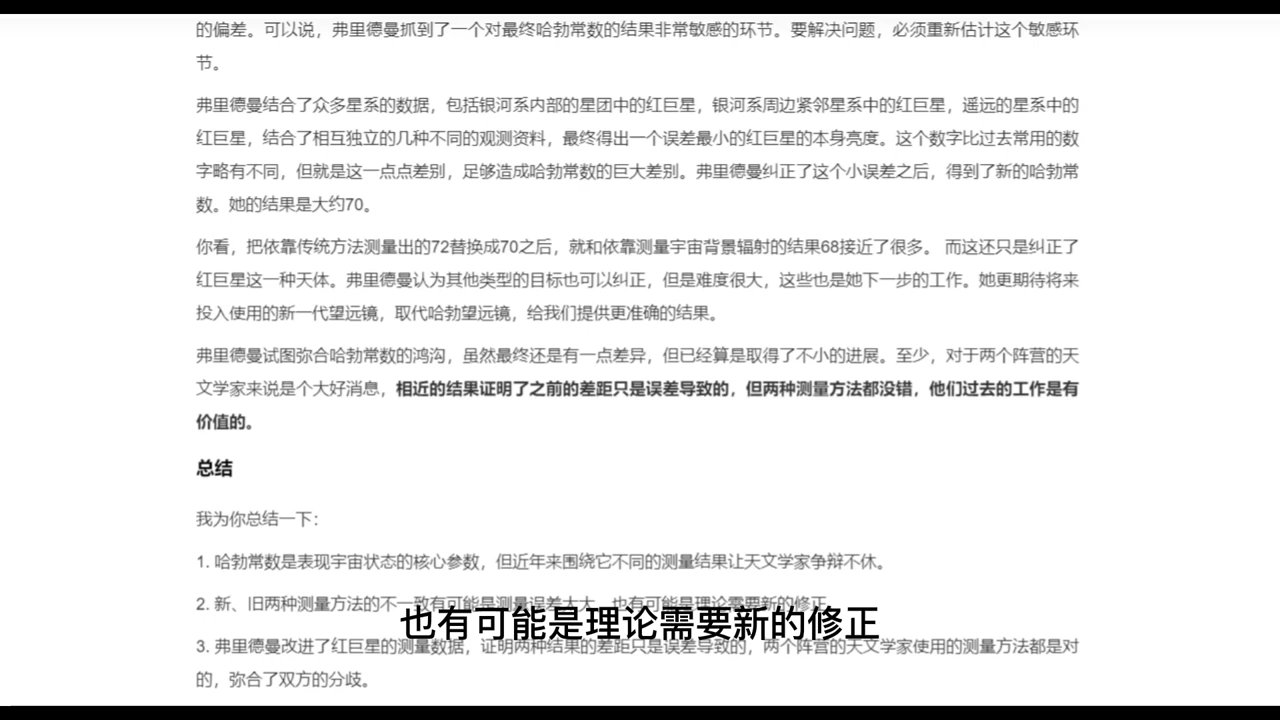 的偏差。可以说，弗里德曼抓到了一个对最终哈勃常数的结果非常敏感的环节。要解决问题，必须重新估计这个敏感环
节。
弗里德曼结合了众多星系的数据，包括银河系内部的星团中的红巨星，银河系周边紧邻星系中的红巨星，遥远的星系中的
红巨星，结合了相互独立的几种不同的观测资料，最终得出一个误差最小的红巨星的本身亮度。这个数字比过去常用的数
字略有不同，但就是这一点点差别，足够造成哈勃常数的巨大差别。弗里德曼纠正了这个小误差之后，得到了新的哈勃常
数。她的结果是大约70。
你看，把依靠传统方法测量出的72替换成70之后，就和依靠测量宇宙背景辐射的结果68接近了很多。 而这还只是纠正了
红巨星这一种天体。弗里德曼认为其他类型的目标也可以纠正，但是难度很大，这些也是她下一步的工作。她更期待将来
投入使用的新一代望远镜，取代哈勃望远镜，给我们提供更准确的结果。
弗里德曼试图弥合哈勃常数的鸿沟，虽然最终还是有一点差异，但已经算是取得了不小的进展。至少，对于两个阵营的天
文学家来说是个大好消息，相近的结果证明了之前的差距只是误差导致的，但两种测量方法都没错，他们过去的工作是有
价值的。
总结
我为你总结一下：
1. 哈勃常数是表现宇宙状态的核心参数，但近年来围绕它不同的测量结果让天文学家争辩不休。
2. 新、旧两种测量方法的不一致有可能是测量误差太大，也有可能是理论需要新的修正
也有可能是理论需要新的修正
3. 弗里德曼改进了红巨星的测量数据，证明两种结果的差距只是误差导致的，两个阵营的天文学家使用的测量方法都是对
的，弥合了双方的分歧。